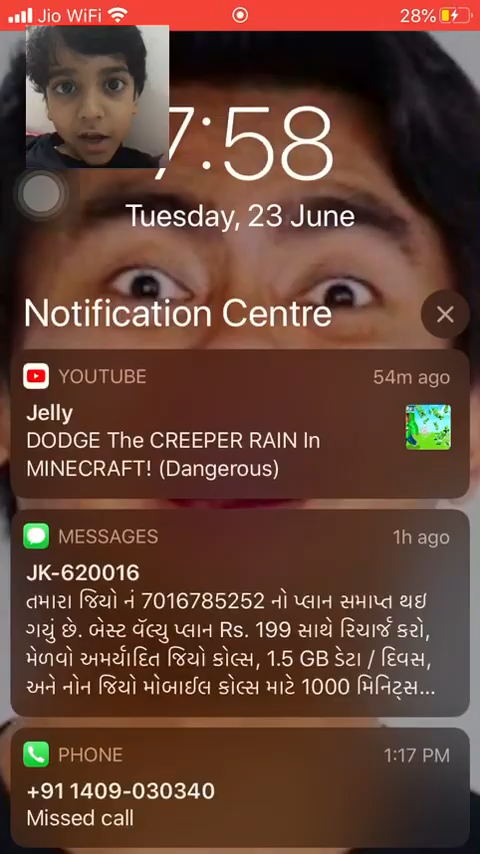 Jio WiFi
28%
7:58
Tuesday, 23 June
Notification Centre
YOUTUBE
54m ago
Jelly
DODGE The CREEPER RAIN In
MINECRAFT! (Dangerous)
MESSAGES
1h ago
JK-620016
તમારા જિયો નં 7016785252 નો પ્લાન સમાપ્ત થઇ
ગયું છે. બેસ્ટ વૅલ્યુ પ્લાન Rs. 199 સાથે રિચાર્જ કરો,
મેળવો અમર્યાદિત જિયો કોલ્સ, 1.5 GB ડેટા / દિવસ,
અને નોન જિયો મોબાઈલ કોલ્સ માટે 1000 મિનિટ્સ...
PHONE
1:17 PM
+91 1409-030340
Missed call